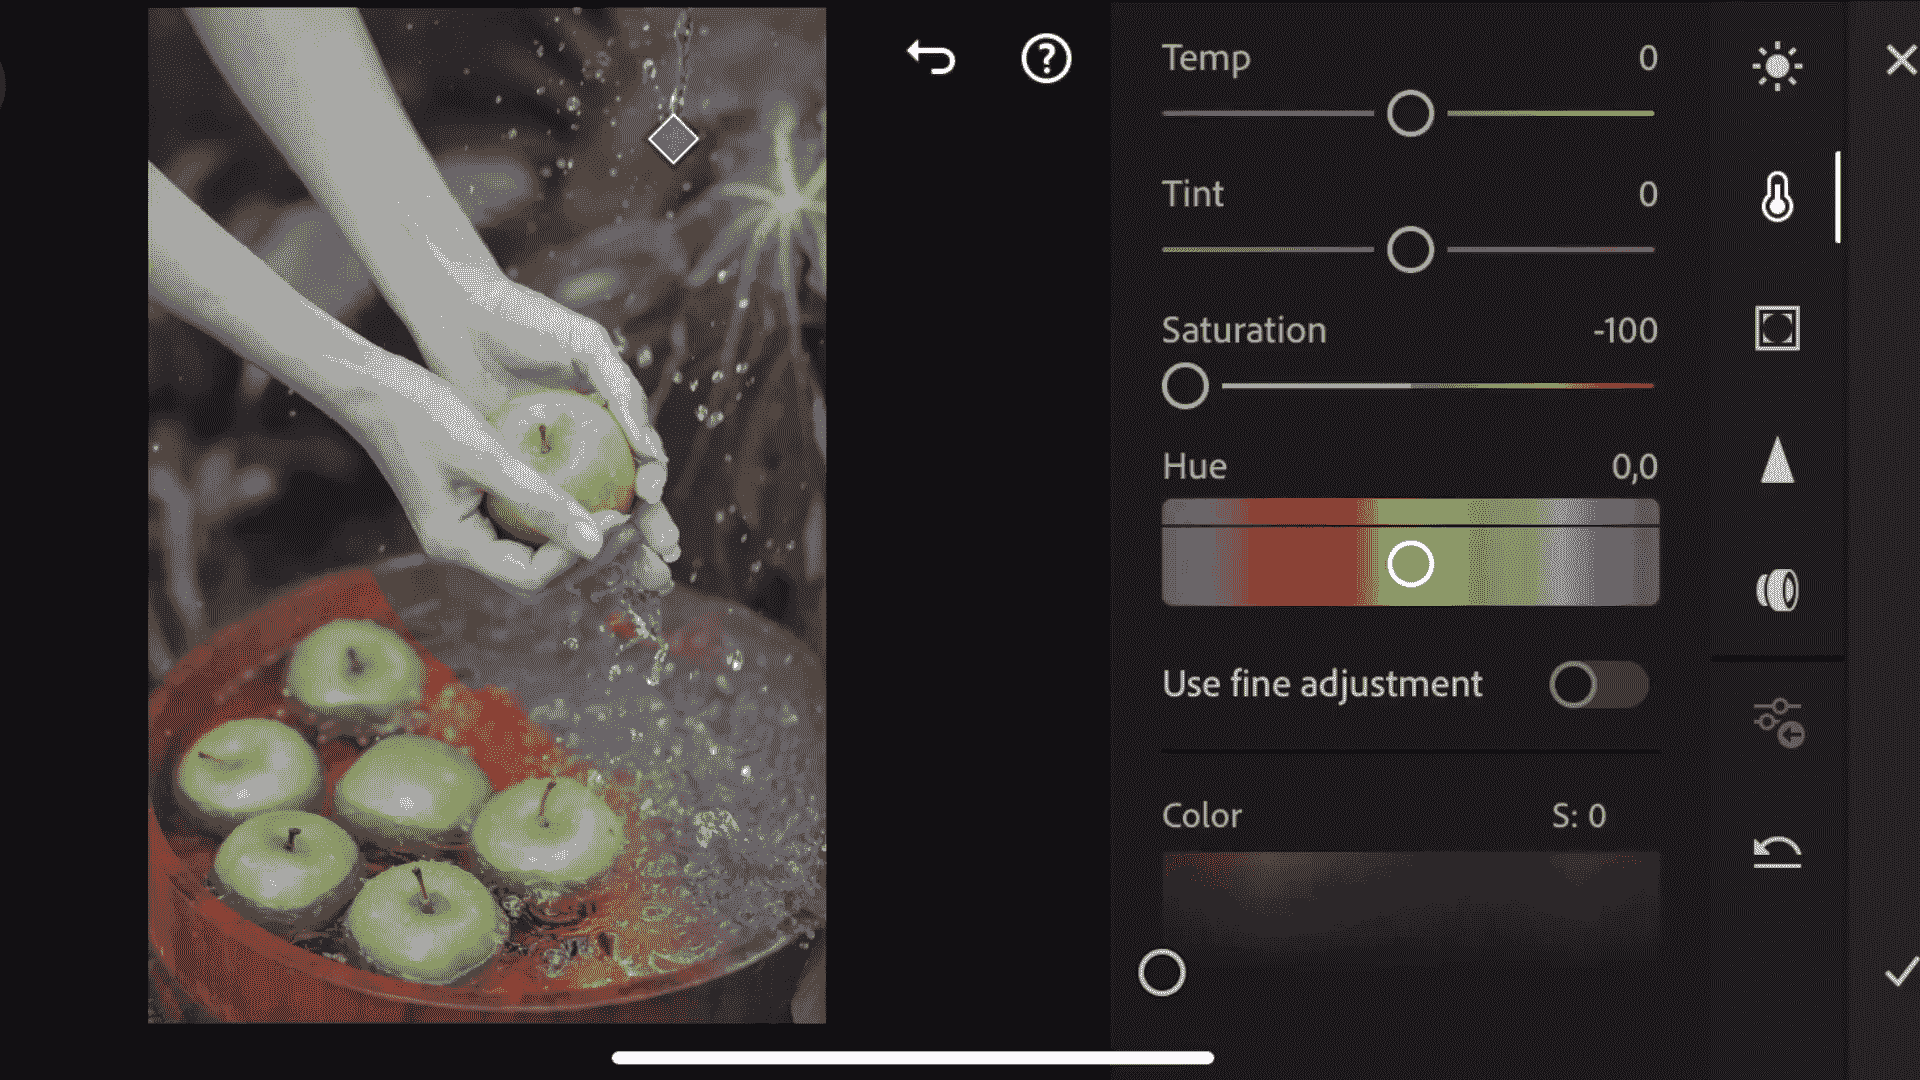 Temp 0
Tint 0
Saturation -100
Hue 0,0
Use fine adjustment
Color S: 0